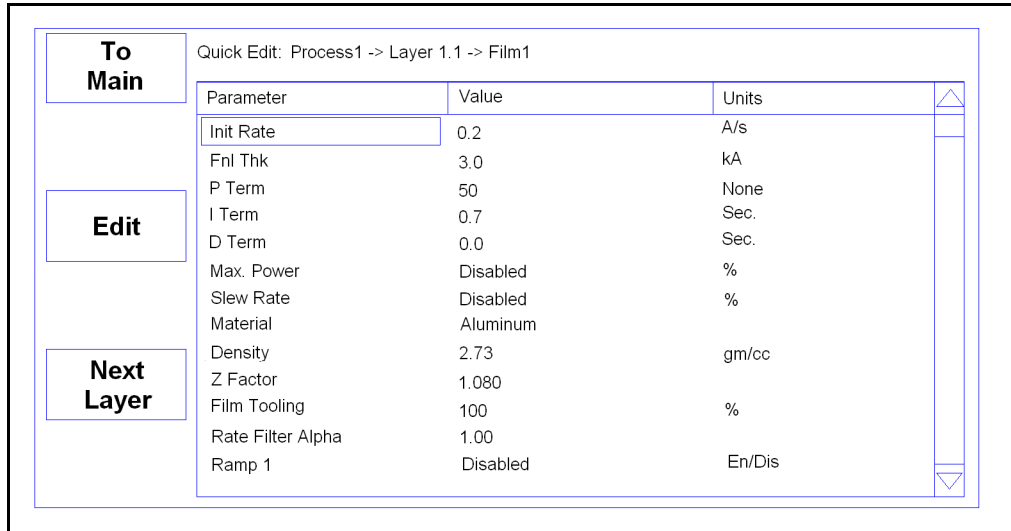 To
Main
Quick Edit: Process1 -> Layer 1.1 -> Film1
Parameter Value Units
Init Rate 0.2 A/s
Fnl Thk 3.0 kA
P Term 50 None
Edit
I Term 0.7 Sec.
D Term 0.0 Sec.
Max. Power Disabled %
Slew Rate Disabled %
Material Aluminum
Next
Layer
Density 2.73 gm/cc
Z Factor 1.080
Film Tooling 100 %
Rate Filter Alpha 1.00
Ramp 1 Disabled En/Dis